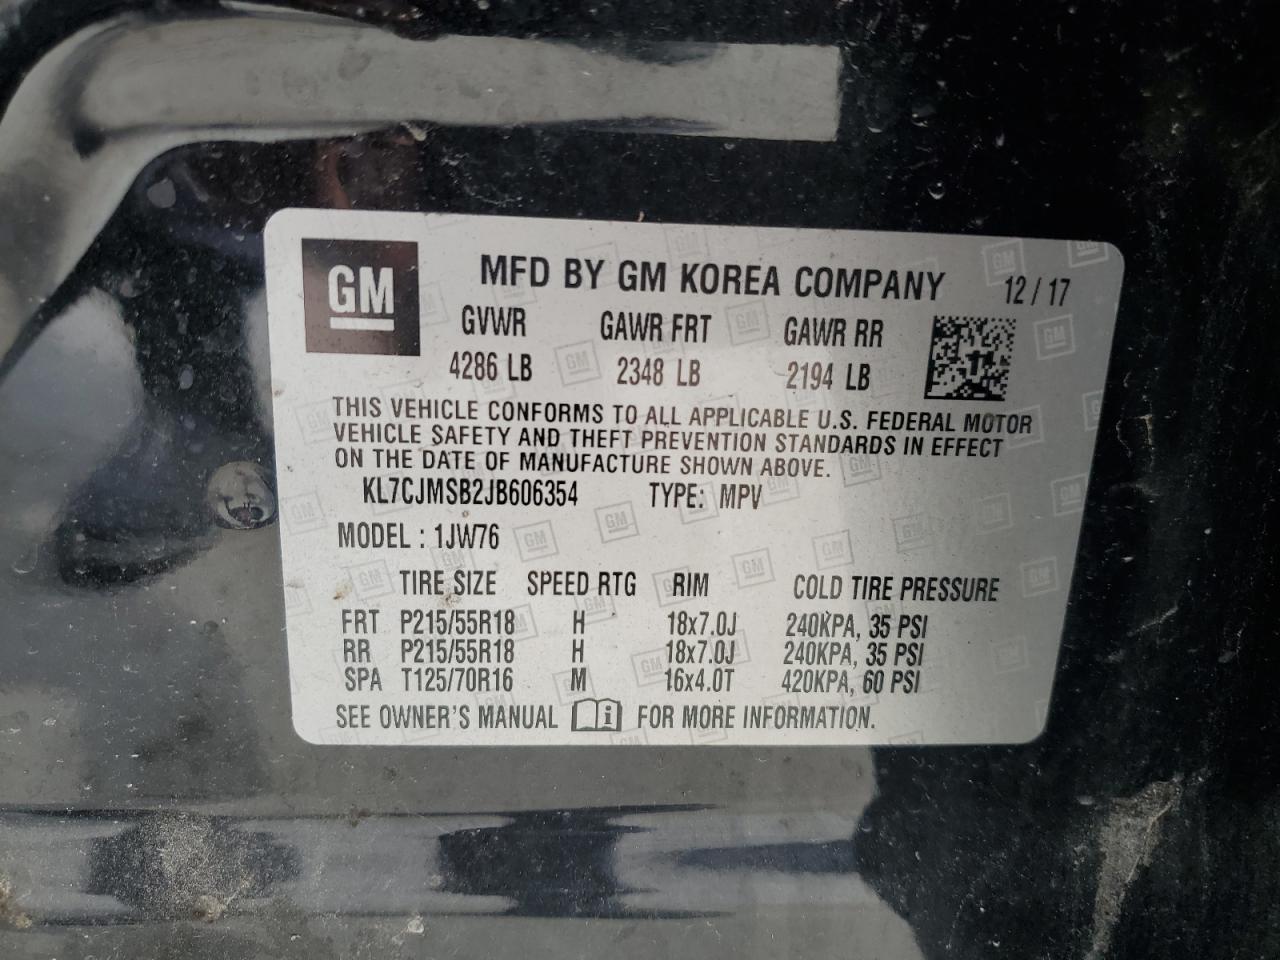 GM
MFD BY GM KOREA COMPANY 12 / 17
GVWR GAWR FRT GAWR RR
4286 LB 2348 LB 2194 LB
THIS VEHICLE CONFORMS TO ALL APPLICABLE U.S. FEDERAL MOTOR
VEHICLE SAFETY AND THEFT PREVENTION STANDARDS IN EFFECT
ON THE DATE OF MANUFACTURE SHOWN ABOVE.
KL7CJMSB2JB606354 TYPE: MPV
MODEL : 1JW76
TIRE SIZE SPEED RTG RIM COLD TIRE PRESSURE
FRT P215/55R18 H 18x7.0J 240KPA, 35 PSI
RR P215/55R18 H 18x7.0J 240KPA, 35 PSI
SPA T125/70R16 M 16x4.0T 420KPA, 60 PSI
SEE OWNER'S MANUAL FOR MORE INFORMATION.